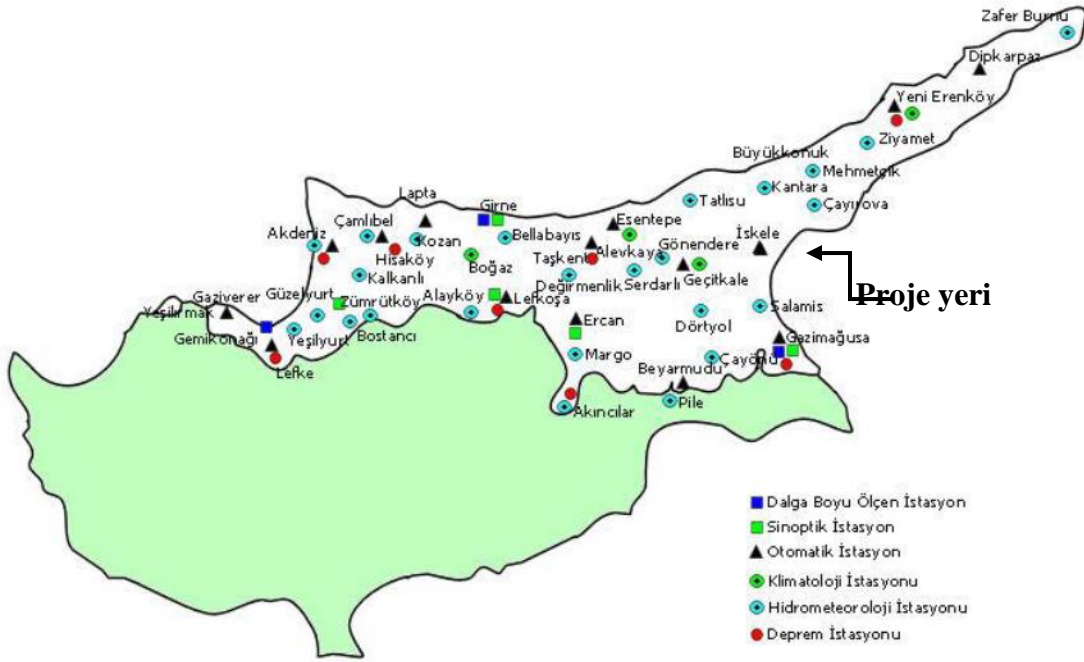 Zafer Burnu
Dipkarpaz
Yeni Erenköy
Ziyamet
Büyükkonuk
Mehmetçik
Kantara
Çayırova
Tatlısu
Lapta
Girne
Esentepe
Çamlıbel
Akdeniz
Kozan
Bellabayıs
Gönendere
İskele
Hisaköy
Taşkent
Alevkaya
Boğaz
Kalkanlı
Değirmenlik
Serdarlı
Geçitkale
Proje yeri
Gaziverer
Güzelyurt
Zümrütköy
Alayköy
Lefkoşa
Yeşilırmak
Salamis
Ercan
Dörtyol
Gemikonağı
Yeşilyurt
Bostancı
Gazimağusa
Lefke
Margo
Çayönü
Beyarmudu
Akıncılar
Pile
Dalga Boyu Ölçen İstasyon
Sinoptik İstasyon
Otomatik İstasyon
Klimatoloji İstasyonu
Hidrometeoroloji İstasyonu
Deprem İstasyonu